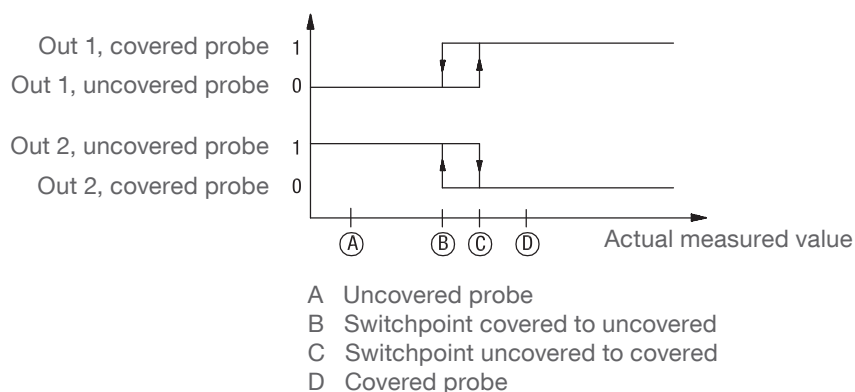 Out 1, covered probe 1
Out 1, uncovered probe 0
Out 2, uncovered probe 1
Out 2, covered probe 0
A B C D Actual measured value
A Uncovered probe
B Switchpoint covered to uncovered
C Switchpoint uncovered to covered
D Covered probe